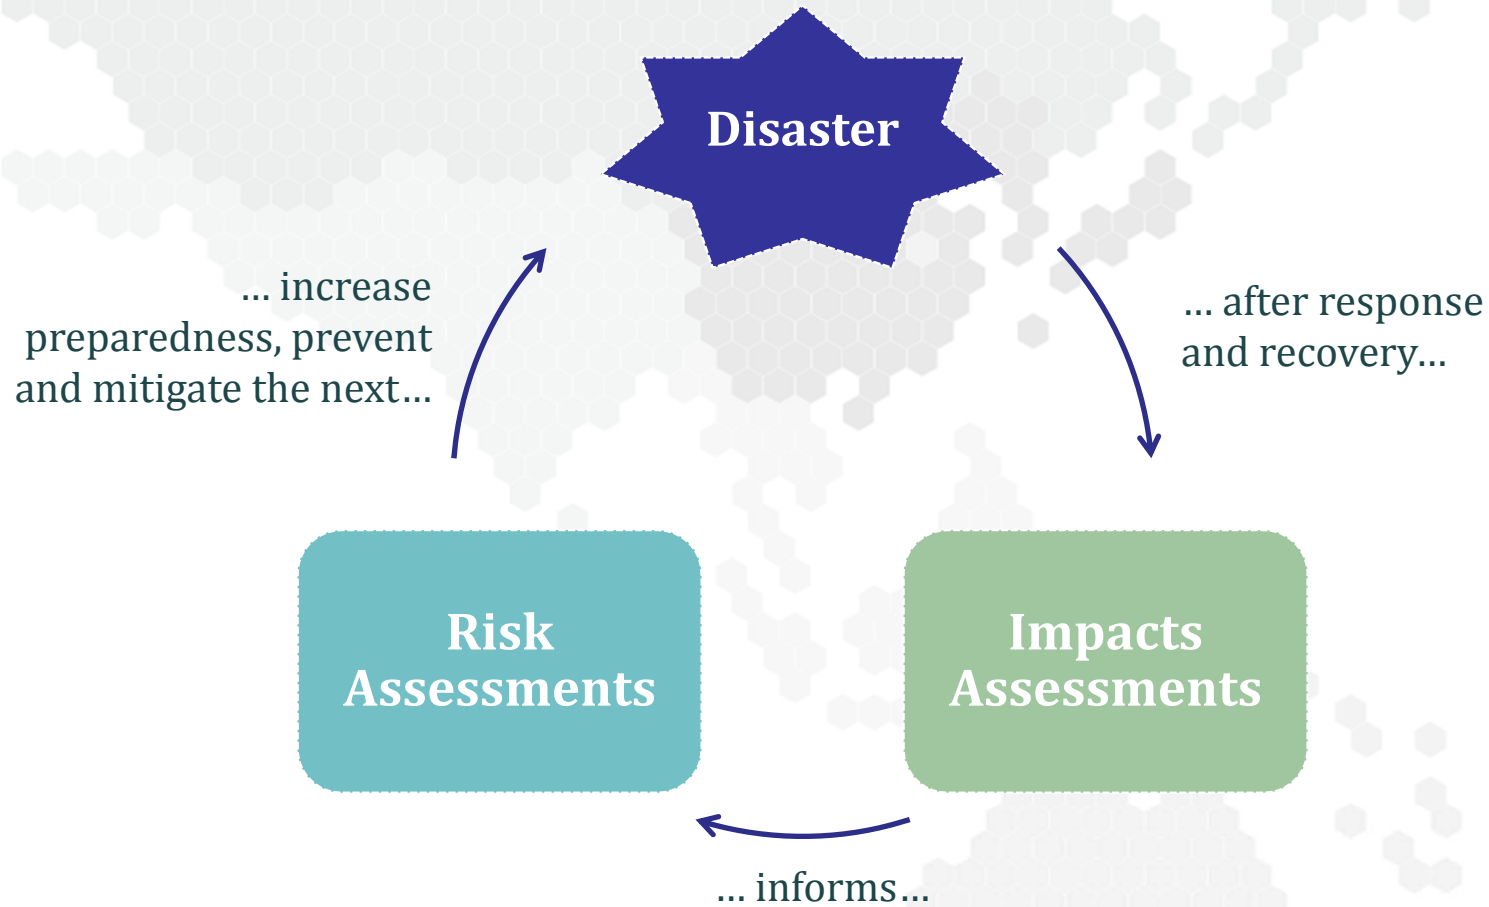 Disaster
… increase
preparedness, prevent
and mitigate the next…
… after response
and recovery…
Risk
Assessments
Impacts
Assessments
… informs…